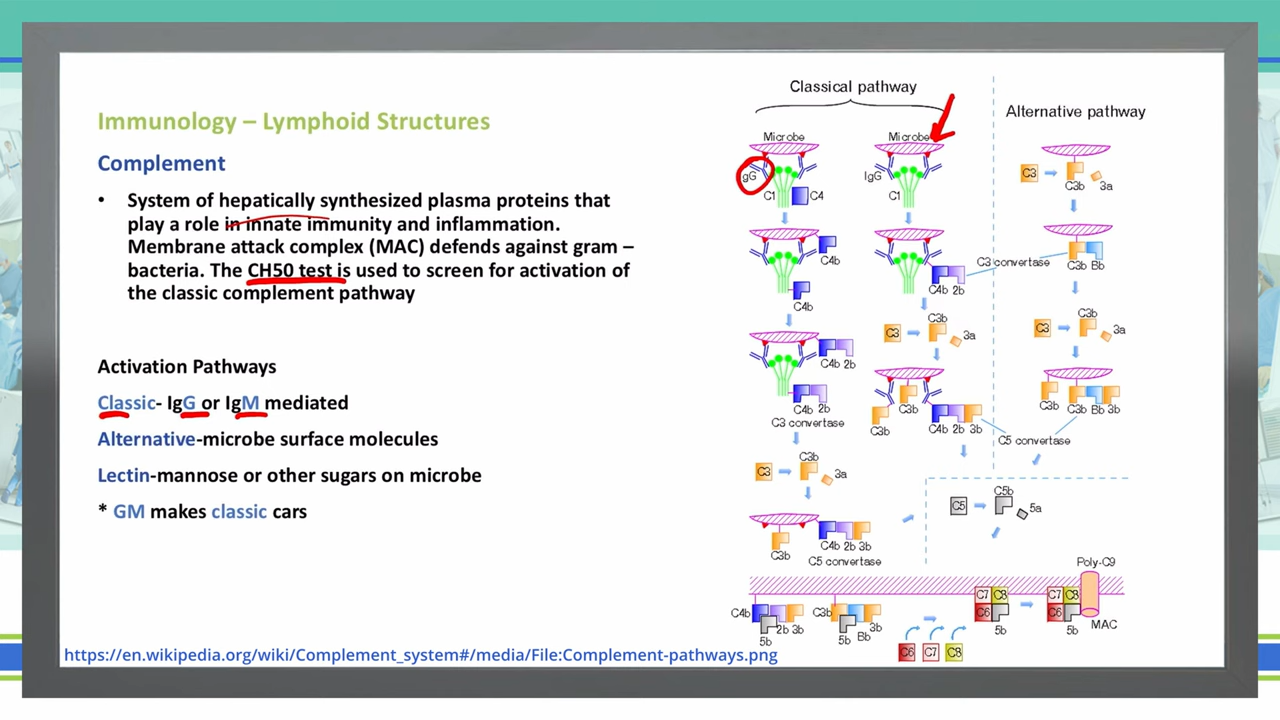 Immunology – Lymphoid Structures
Complement
• System of hepatically synthesized plasma proteins that
play a role in innate immunity and inflammation.
Membrane attack complex (MAC) defends against gram –
bacteria. The CH50 test is used to screen for activation of
the classic complement pathway
Activation Pathways
Classic- IgG or IgM mediated
Alternative-microbe surface molecules
Lectin-mannose or other sugars on microbe
* GM makes classic cars
https://en.wikipedia.org/wiki/Complement_system#/media/File:Complement-pathways.png
Classical pathway
Alternative pathway
Microbe
gG
C1
C4
C4b
C4b
C4b 2b
C4b 2b
C3 convertase
C3
C3b
3a
C3b
C4b 2b 3b
C5 convertase
Microbe
IgG
C1
C4b 2b
C3 convertase
C3
C3b
3a
C3b
C3b
C4b 2b 3b
C5 convertase
C3
C3b
3a
C3b Bb
C3
C3b
3a
C3b
C3b Bb 3b
C5
C5b
5a
C4b
2b 3b
5b
C3b
3b
5b Bb
C6 C7 C8
C7 C8
C6
5b
C7 C8
C6
5b
Poly-C9
MAC